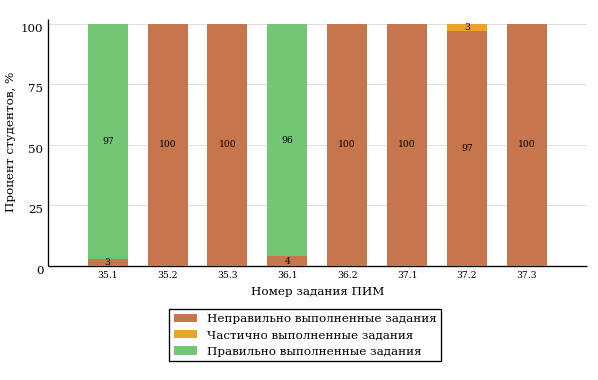 100
75
50
25
0
Процент студентов, %
97
3
100
100
96
4
100
100
3
97
100
35.1 35.2 35.3 36.1 36.2 37.1 37.2 37.3
Номер задания ПИМ
Неправильно выполненные задания
Частично выполненные задания
Правильно выполненные задания